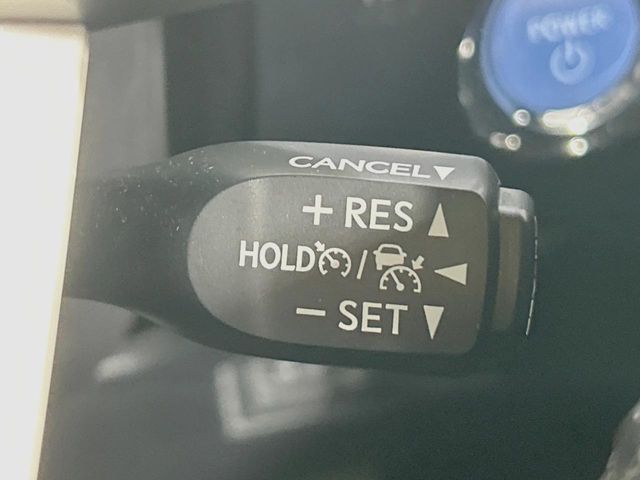 POWER
CANCEL▼
+ RES ▲
HOLD / ◀
− SET ▼